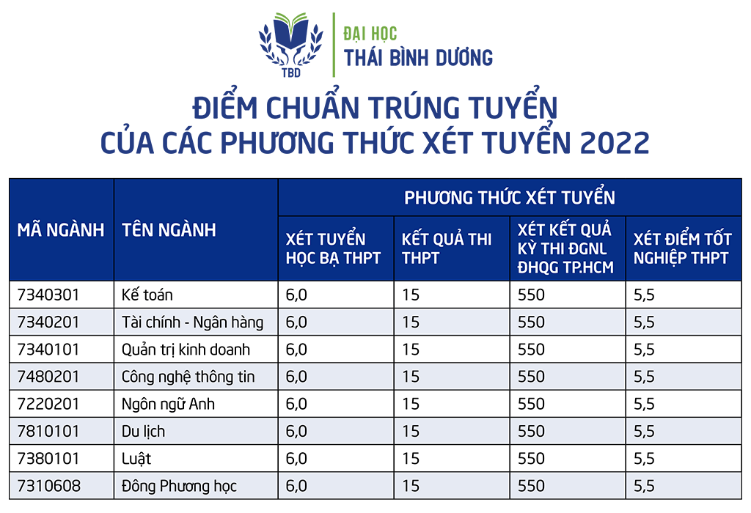 ĐẠI HỌC
THÁI BÌNH DƯƠNG
TBD
ĐIỂM CHUẨN TRÚNG TUYỂN
CỦA CÁC PHƯƠNG THỨC XÉT TUYỂN 2022
MÃ NGÀNH TÊN NGÀNH PHƯƠNG THỨC XÉT TUYỂN
XÉT TUYỂN HỌC BẠ THPT
KẾT QUẢ THI THPT
XÉT KẾT QUẢ KỲ THI ĐGNL ĐHQG TP.HCM
XÉT ĐIỂM TỐT NGHIỆP THPT
7340301 Kế toán 6,0 15 550 5,5
7340201 Tài chính - Ngân hàng 6,0 15 550 5,5
7340101 Quản trị kinh doanh 6,0 15 550 5,5
7480201 Công nghệ thông tin 6,0 15 550 5,5
7220201 Ngôn ngữ Anh 6,0 15 550 5,5
7810101 Du lịch 6,0 15 550 5,5
7380101 Luật 6,0 15 550 5,5
7310608 Đông Phương học 6,0 15 550 5,5